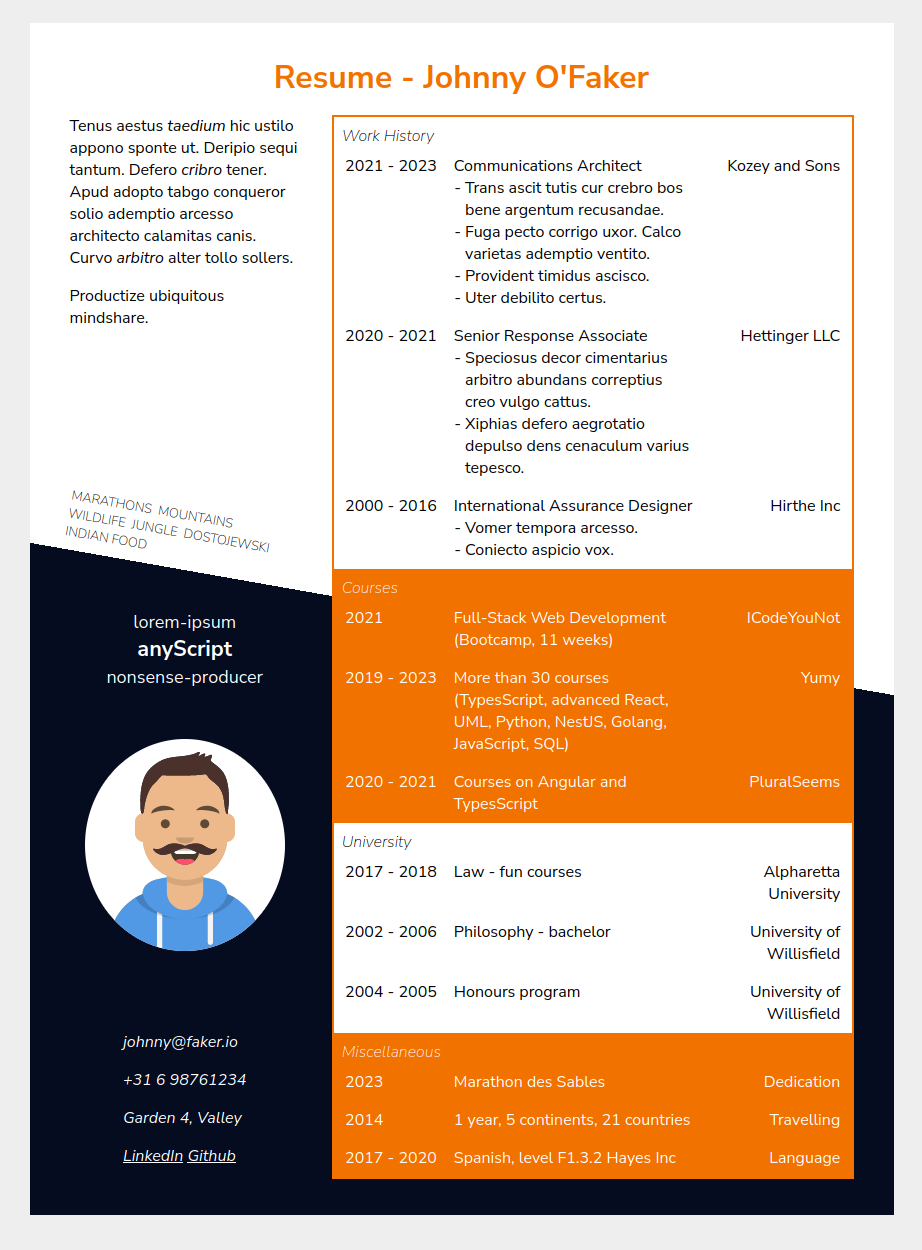 Resume - Johnny O'Faker
Tenus aestus taedium hic ustilo
appono sponte ut. Deripio sequi
tantum. Defero cribro tener.
Apud adopto tabgo conqueror
solio ademptio arcesso
architecto calamitas canis.
Curvo arbitro alter tollo sollers.
Productize ubiquitous
mindshare.
MARATHONS MOUNTAINS
WILDLIFE JUNGLE DOSTOJEWSKI
INDIAN FOOD
lorem-ipsum
anyScript
nonsense-producer
johnny@faker.io
+31 6 98761234
Garden 4, Valley
LinkedIn Github
Work History
2021 - 2023 Communications Architect Kozey and Sons
- Trans ascit tutis cur crebro bos
bene argentum recusandae.
- Fuga pecto corrigo uxor. Calco
varietas ademptio ventito.
- Provident timidus ascisco.
- Uter debilito certus.
2020 - 2021 Senior Response Associate Hettinger LLC
- Speciosus decor cimentarius
arbitro abundans correptius
creo vulgo cattus.
- Xiphias defero aegrotatio
depulso dens cenaculum varius
tepesco.
2000 - 2016 International Assurance Designer Hirthe Inc
- Vomer tempora arcesso.
- Coniecto aspicio vox.
Courses
2021 Full-Stack Web Development ICodeYouNot
(Bootcamp, 11 weeks)
2019 - 2023 More than 30 courses Yumy
(TypesScript, advanced React,
UML, Python, NestJS, Golang,
JavaScript, SQL)
2020 - 2021 Courses on Angular and PluralSeems
TypesScript
University
2017 - 2018 Law - fun courses Alpharetta
University
2002 - 2006 Philosophy - bachelor University of
Willisfield
2004 - 2005 Honours program University of
Willisfield
Miscellaneous
2023 Marathon des Sables Dedication
2014 1 year, 5 continents, 21 countries Travelling
2017 - 2020 Spanish, level F1.3.2 Hayes Inc Language